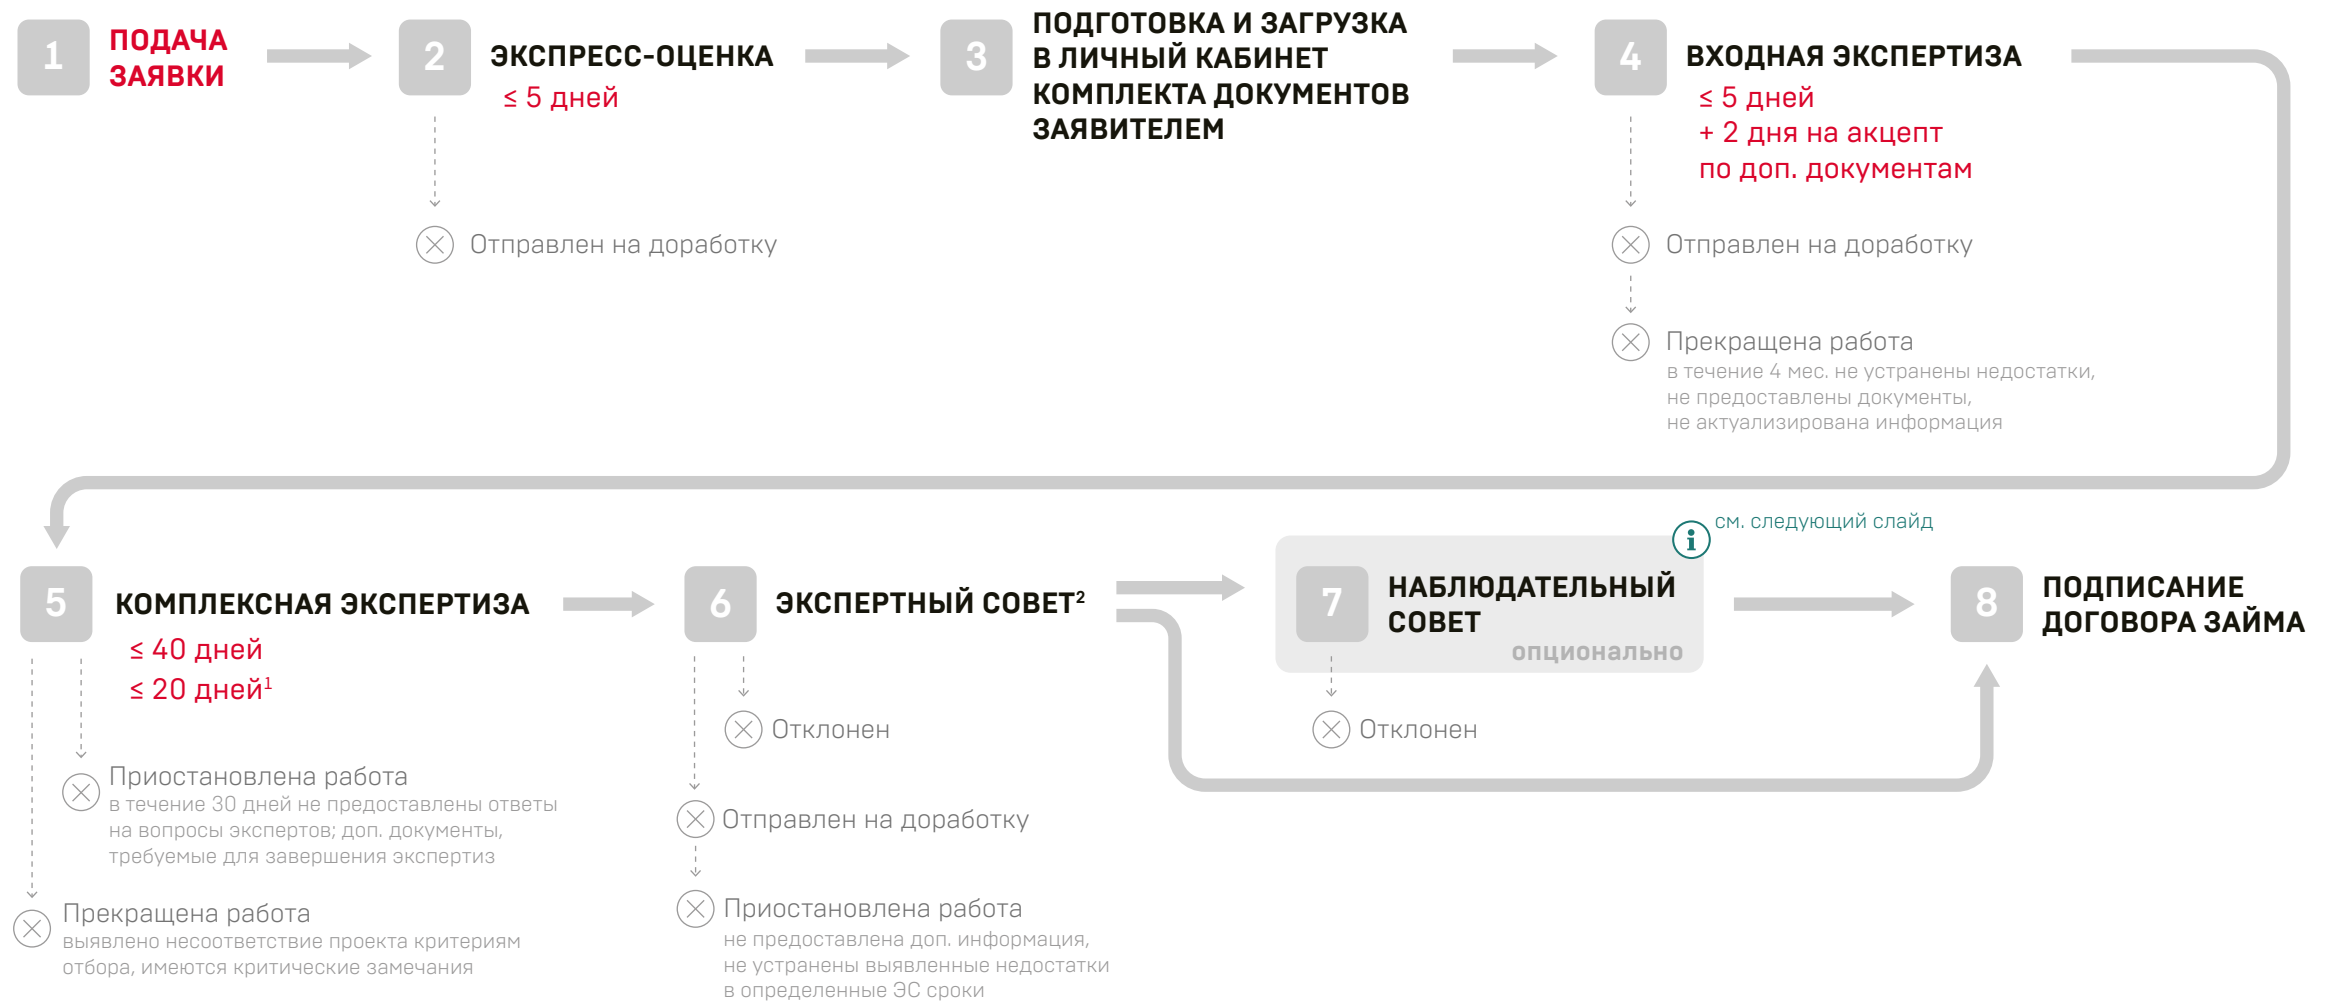 1
ПОДАЧА
ЗАЯВКИ
2
ЭКСПРЕСС-ОЦЕНКА
≤ 5 дней
Отправлен на доработку
3
ПОДГОТОВКА И ЗАГРУЗКА
В ЛИЧНЫЙ КАБИНЕТ
КОМПЛЕКТА ДОКУМЕНТОВ
ЗАЯВИТЕЛЕМ
4
ВХОДНАЯ ЭКСПЕРТИЗА
≤ 5 дней
+ 2 дня на акцепт
по доп. документам
Отправлен на доработку
Прекращена работа
в течение 4 мес. не устранены недостатки,
не предоставлены документы,
не актуализирована информация
5
КОМПЛЕКСНАЯ ЭКСПЕРТИЗА
≤ 40 дней
≤ 20 дней¹
Приостановлена работа
в течение 30 дней не предоставлены ответы
на вопросы экспертов; доп. документы,
требуемые для завершения экспертиз
Прекращена работа
выявлено несоответствие проекта критериям
отбора, имеются критические замечания
6
ЭКСПЕРТНЫЙ СОВЕТ²
Отклонен
Отправлен на доработку
Приостановлена работа
не предоставлена доп. информация,
не устранены выявленные недостатки
в определенные ЭС сроки
i
см. следующий слайд
7
НАБЛЮДАТЕЛЬНЫЙ
СОВЕТ
опционально
Отклонен
8
ПОДПИСАНИЕ
ДОГОВОРА ЗАЙМА